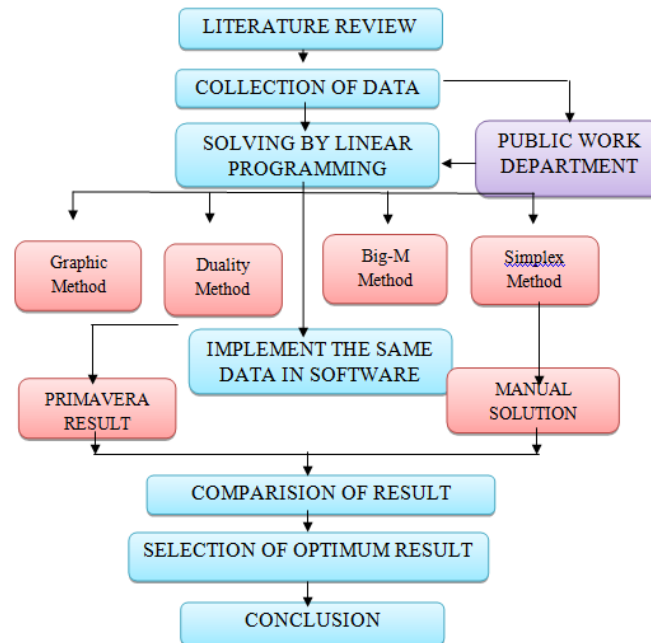 LITERATURE REVIEW
COLLECTION OF DATA
SOLVING BY LINEAR
PROGRAMMING
PUBLIC WORK
DEPARTMENT
Graphic
Method
Duality
Method
Big-M
Method
Simplex
Method
IMPLEMENT THE SAME
DATA IN SOFTWARE
PRIMAVERA
RESULT
MANUAL
SOLUTION
COMPARISION OF RESULT
SELECTION OF OPTIMUM RESULT
CONCLUSION